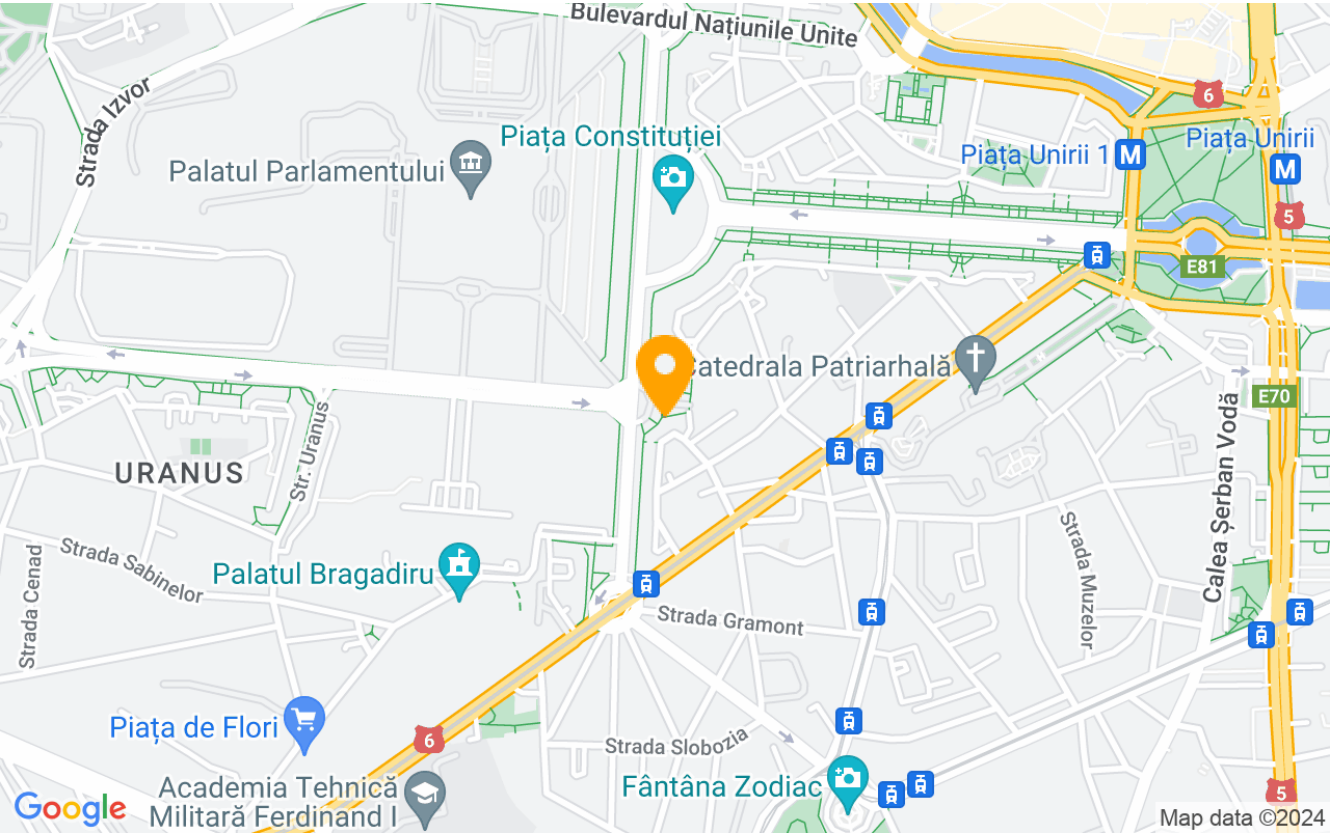 Bulevardul Națiunile Unite
Strada Izvor
6
Piața Constituției
Piața Unirii 1
M
Piața Unirii
M
Palatul Parlamentului
5
E81
Catedrala Patriarhală
E70
URANUS
Str. Uranus
Calea Șerban Vodă
Strada Muzelor
Strada Cenad
Strada Sabinelor
Palatul Bragadiru
Strada Gramont
Piața de Flori
6
Strada Slobozia
Academia Tehnică
Militară Ferdinand I
Fântâna Zodiac
5
Google
Map data ©2024